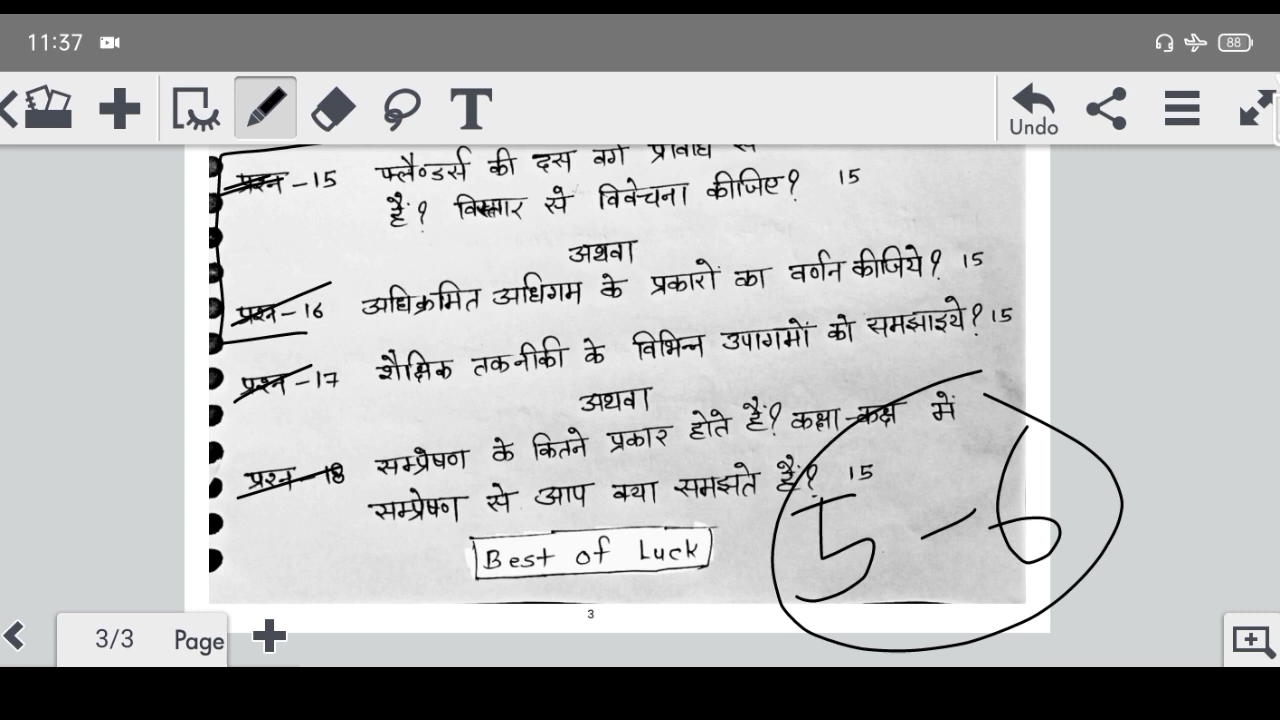 11:37
88
T
Undo
प्रश्न-15 फ्लैण्डर्स की दस वर्ग
हैं? विस्तार से विवेचना कीजिए? 15
अथवा
प्रश्न-16 अधिक्रमित अधिगम के प्रकारों का वर्णन कीजिये? 15
प्रश्न-17 शैक्षिक तकनीकी के विभिन्न उपागमों को समझाइये? 15
अथवा
प्रश्न-18 सम्प्रेषण के कितने प्रकार होते हैं? कक्षा-कक्ष में
सम्प्रेषण से आप क्या समझते हैं? 15
5-6
Best of Luck
3
3/3 Page